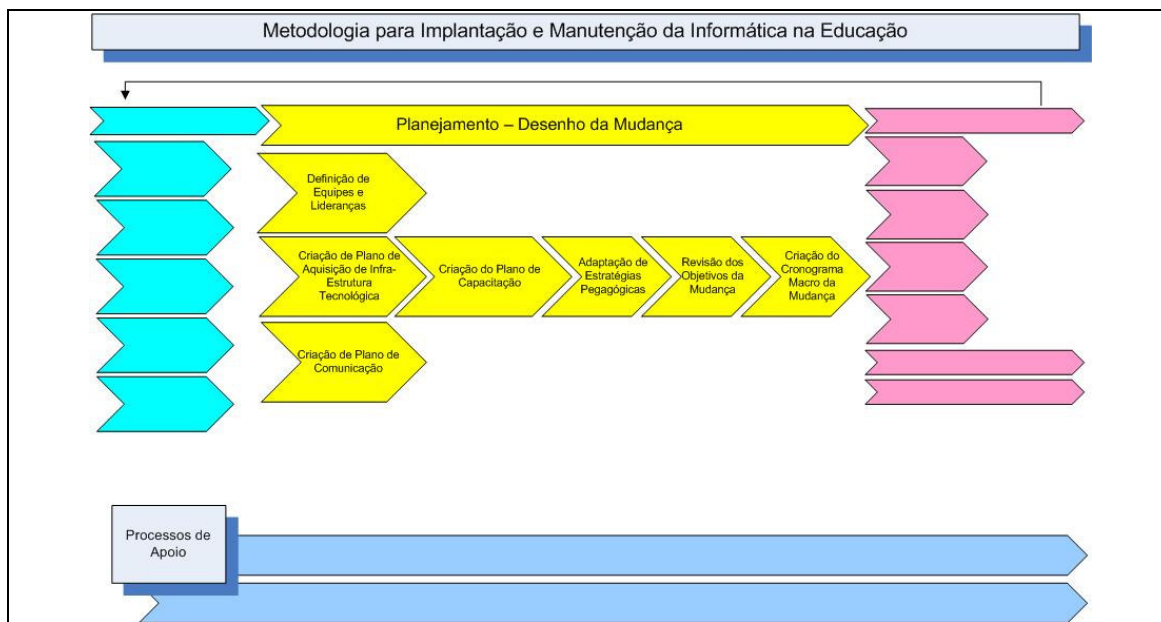 Metodologia para Implantação e Manutenção da Informática na Educação
Planejamento – Desenho da Mudança
Definição de
Equipes e
Lideranças
Criação de Plano de
Aquisição de Infra-
Estrutura
Tecnológica
Criação do Plano de
Capacitação
Adaptação de
Estratégias
Pegagógicas
Revisão dos
Objetivos da
Mudança
Criação do
Cronograma
Macro da
Mudança
Criação de Plano de
Comunicação
Processos de
Apoio